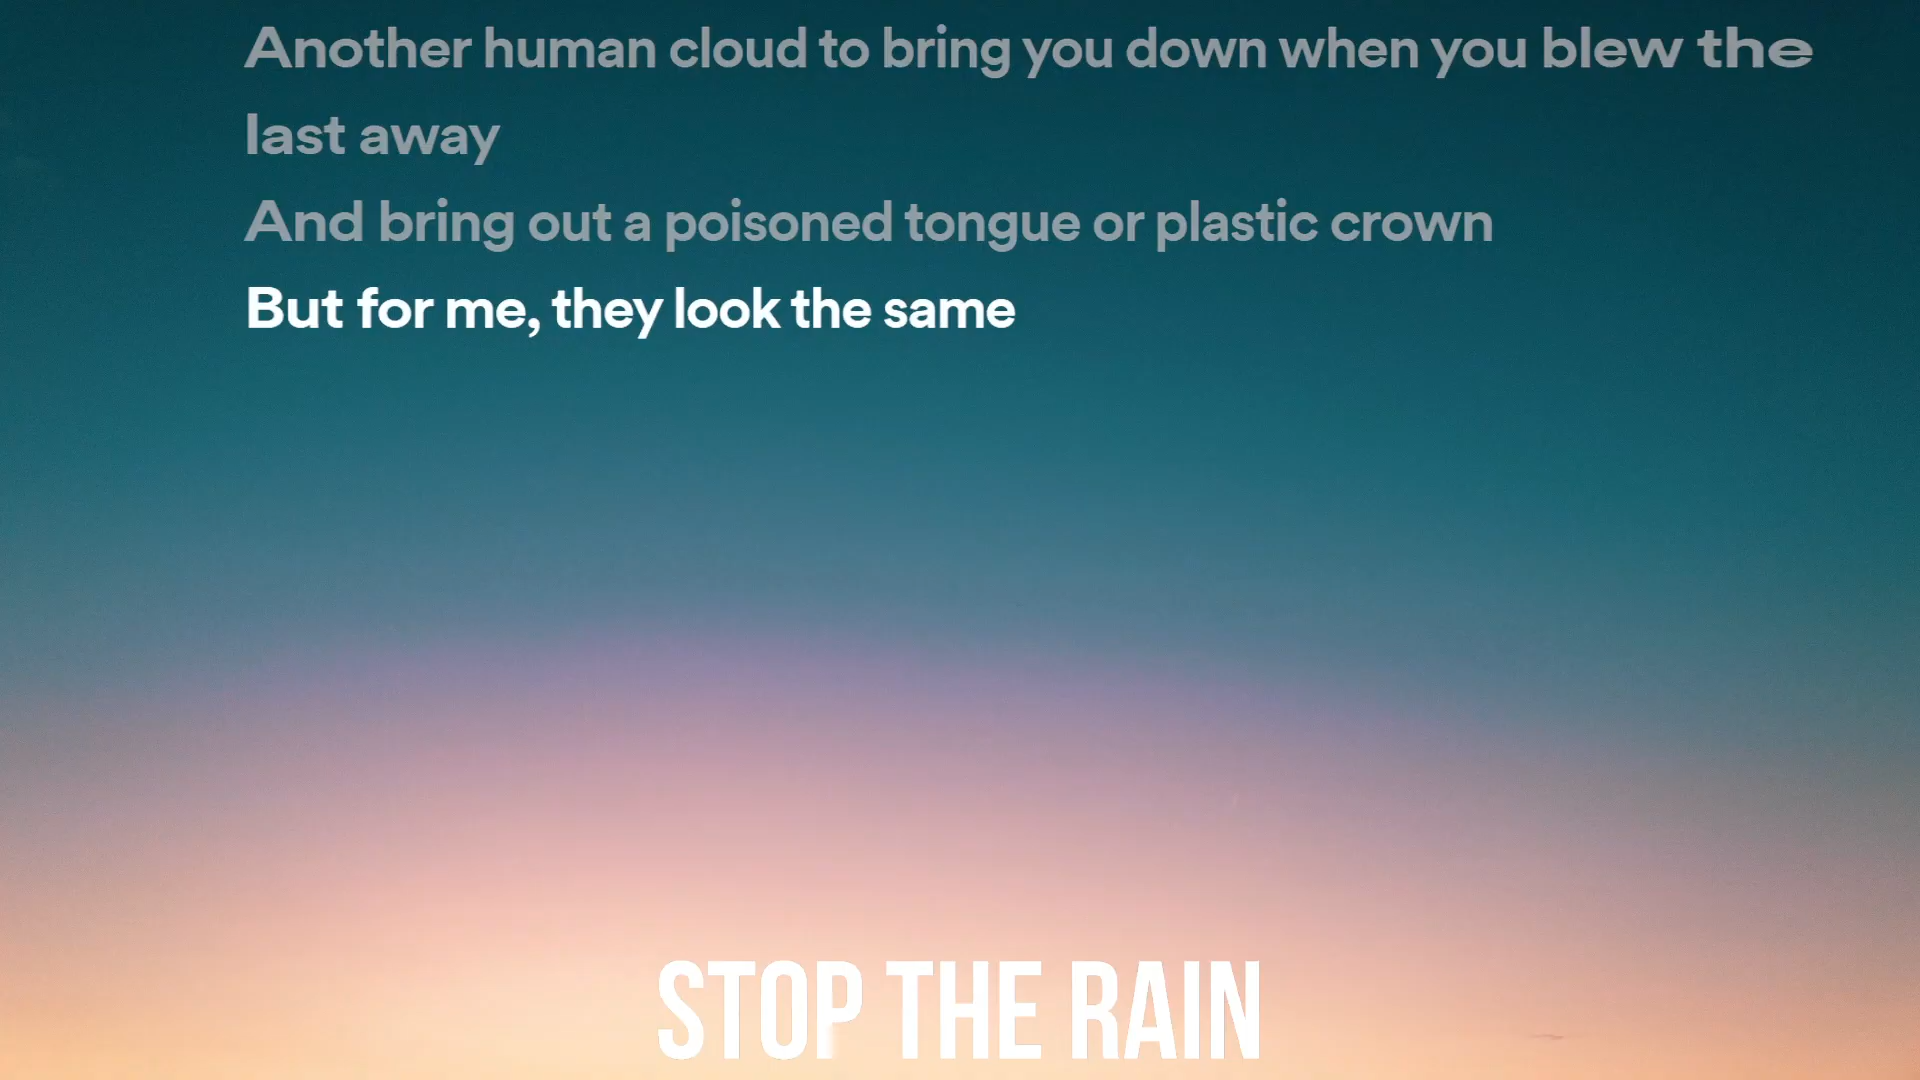 Another human cloud to bring you down when you blew the
last away
And bring out a poisoned tongue or plastic crown
But for me, they look the same
STOP THE RAIN